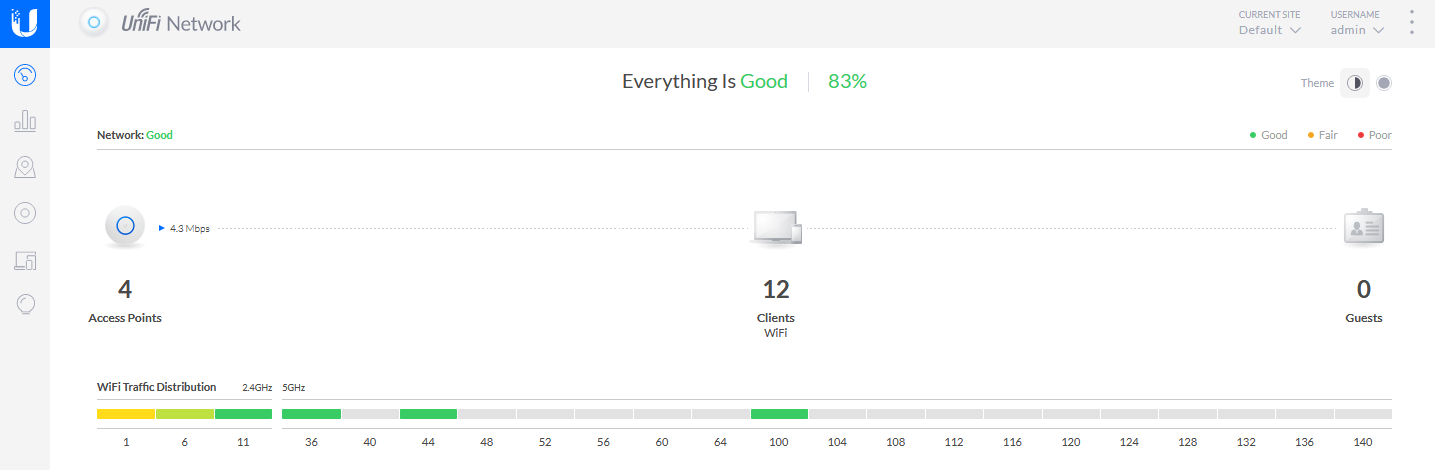 UniFi Network
CURRENT SITE
Default
USERNAME
admin
Everything Is Good
83%
Theme
Network: Good
Good
Fair
Poor
4.3 Mbps
4
12
0
Access Points
Clients
Guests
WiFi
WiFi Traffic Distribution
2.4GHz
5GHz
1 6 11 36 40 44 48 52 56 60 64 100 104 108 112 116 120 124 128 132 136 140